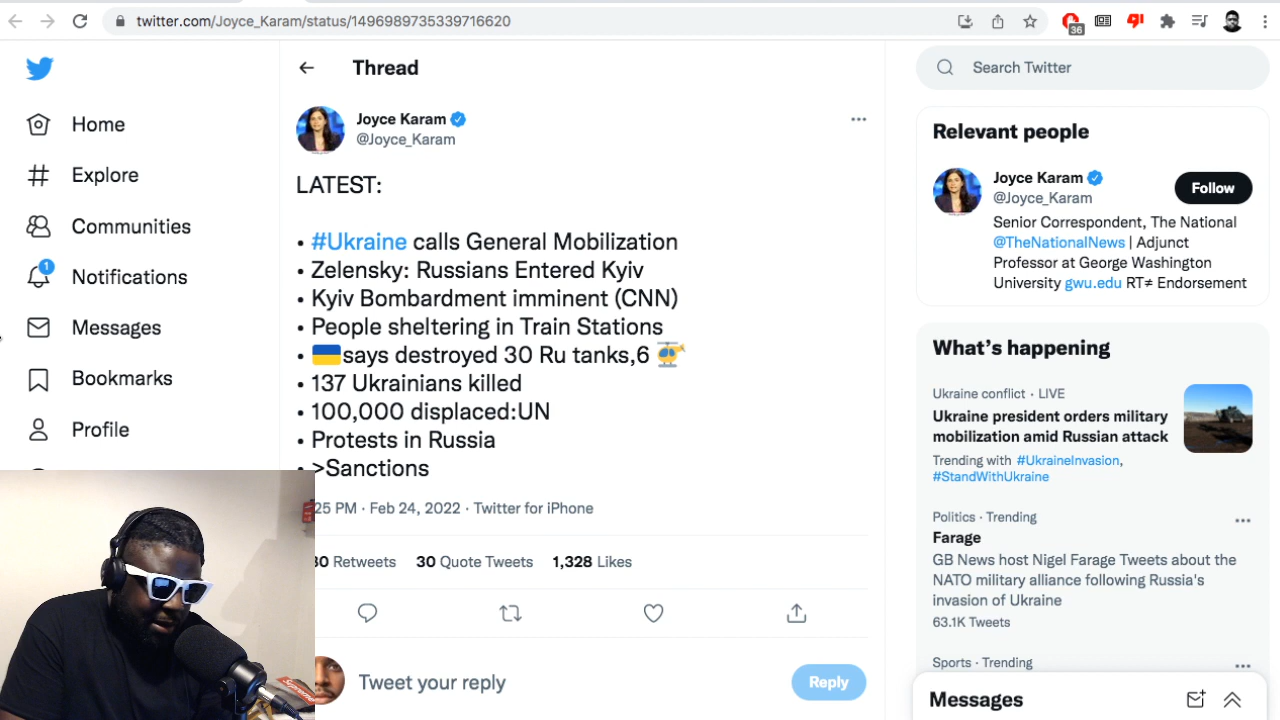 twitter.com/Joyce_Karam/status/1496989735339716620
36
Thread
Search Twitter
Home
Explore
Communities
1
Notifications
Messages
Bookmarks
Profile
Joyce Karam
@Joyce_Karam
LATEST:
• #Ukraine calls General Mobilization
• Zelensky: Russians Entered Kyiv
• Kyiv Bombardment imminent (CNN)
• People sheltering in Train Stations
• 🇺🇦says destroyed 30 Ru tanks,6 🚁
• 137 Ukrainians killed
• 100,000 displaced:UN
• Protests in Russia
• >Sanctions
25 PM · Feb 24, 2022 · Twitter for iPhone
30 Retweets 30 Quote Tweets 1,328 Likes
Tweet your reply
Reply
Relevant people
Joyce Karam
@Joyce_Karam
Follow
Senior Correspondent, The National
@TheNationalNews | Adjunct
Professor at George Washington
University gwu.edu RT≠ Endorsement
What's happening
Ukraine conflict · LIVE
Ukraine president orders military
mobilization amid Russian attack
Trending with #UkraineInvasion,
#StandWithUkraine
Politics · Trending
Farage
GB News host Nigel Farage Tweets about the
NATO military alliance following Russia's
invasion of Ukraine
63.1K Tweets
Sports · Trending
Messages
Supreme